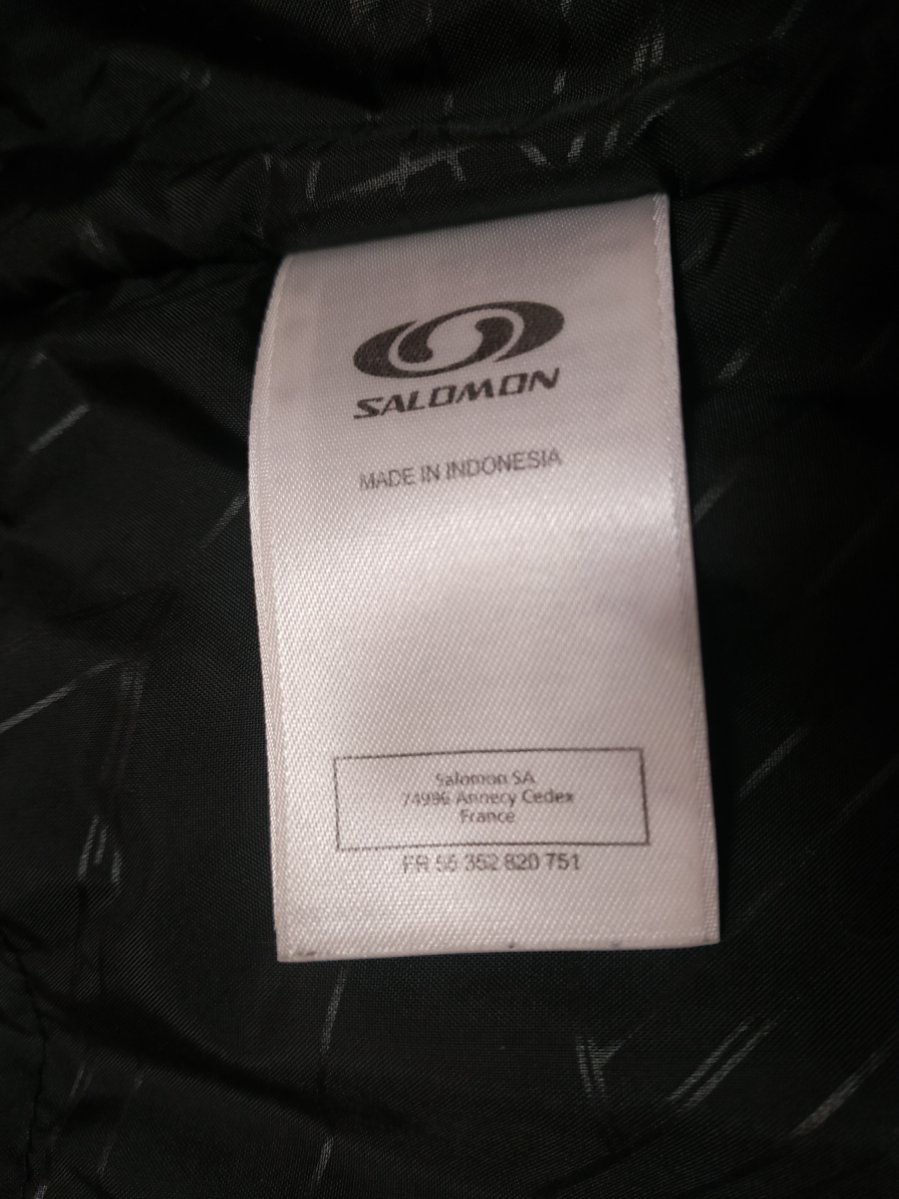 SALOMON
MADE IN INDONESIA
Salomon SA
74996 Annecy Cedex
France
FR 55 352 820 751